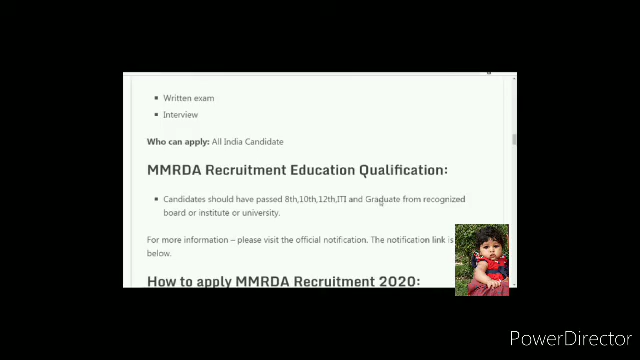 ▪ Written exam
▪ Interview
Who can apply: All India Candidate
MMRDA Recruitment Education Qualification:
▪ Candidates should have passed 8th,10th,12th,ITI and Graduate from recognized
board or institute or university.
For more information – please visit the official notification. The notification link is
below.
How to apply MMRDA Recruitment 2020:
PowerDirector